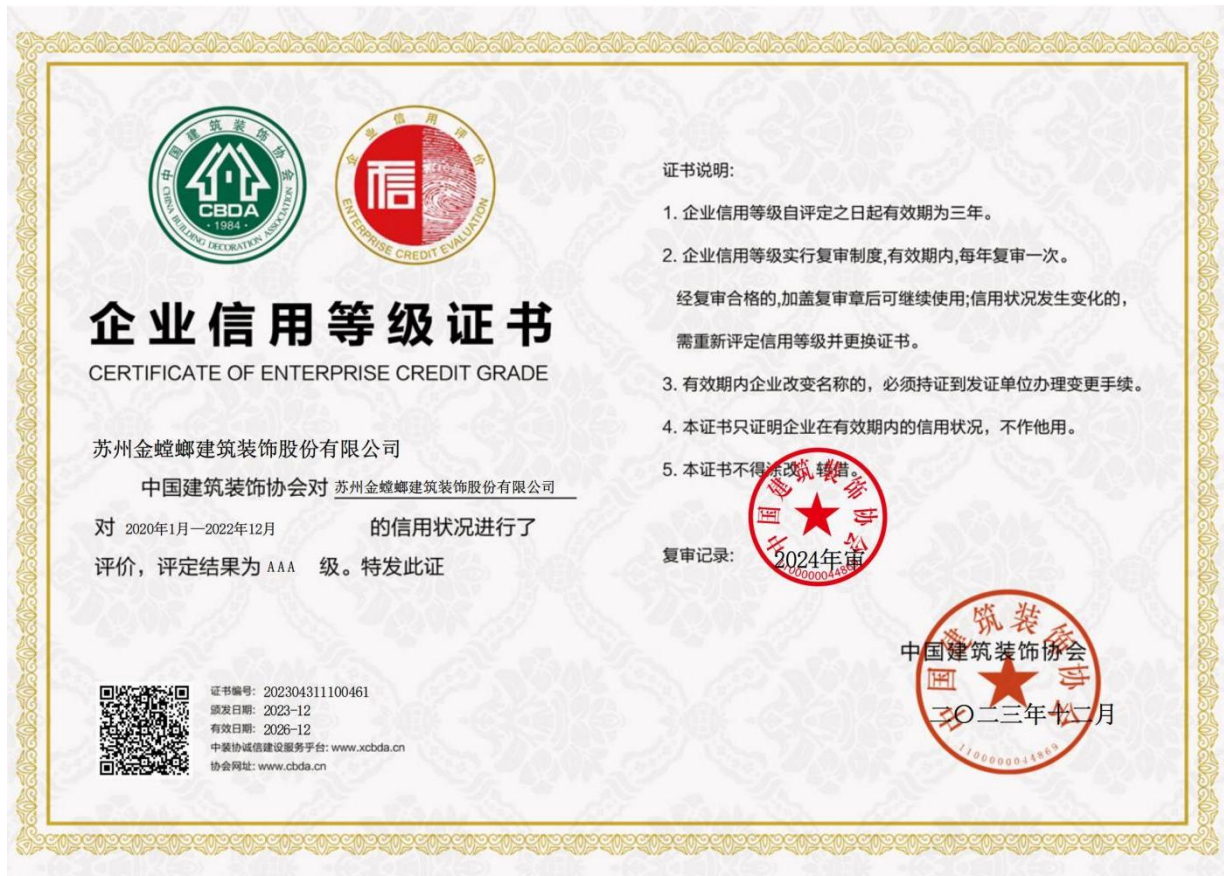 中国建筑装饰协会
CBDA
·1984·
CHINA BUILDING DECORATION ASSOCIATION
企业信用评价
信
ENTERPRISE CREDIT EVALUATION
企业信用等级证书
CERTIFICATE OF ENTERPRISE CREDIT GRADE
苏州金螳螂建筑装饰股份有限公司
中国建筑装饰协会对 苏州金螳螂建筑装饰股份有限公司
对 2020年1月—2022年12月 的信用状况进行了
评价，评定结果为 AAA 级。特发此证
证书编号: 202304311100461
颁发日期: 2023-12
有效日期: 2026-12
中装协诚信建设服务平台: www.xcbda.cn
协会网址: www.cbda.cn
证书说明:
1. 企业信用等级自评定之日起有效期为三年。
2. 企业信用等级实行复审制度,有效期内,每年复审一次。
经复审合格的,加盖复审章后可继续使用;信用状况发生变化的，
需重新评定信用等级并更换证书。
3. 有效期内企业改变名称的，必须持证到发证单位办理变更手续。
4. 本证书只证明企业在有效期内的信用状况，不作他用。
5. 本证书不得涂改、转借。
复审记录:
中国建筑装饰协会
2024年审
中国建筑装饰协会
二〇二三年十二月
中国建筑装饰协会
1100000044869